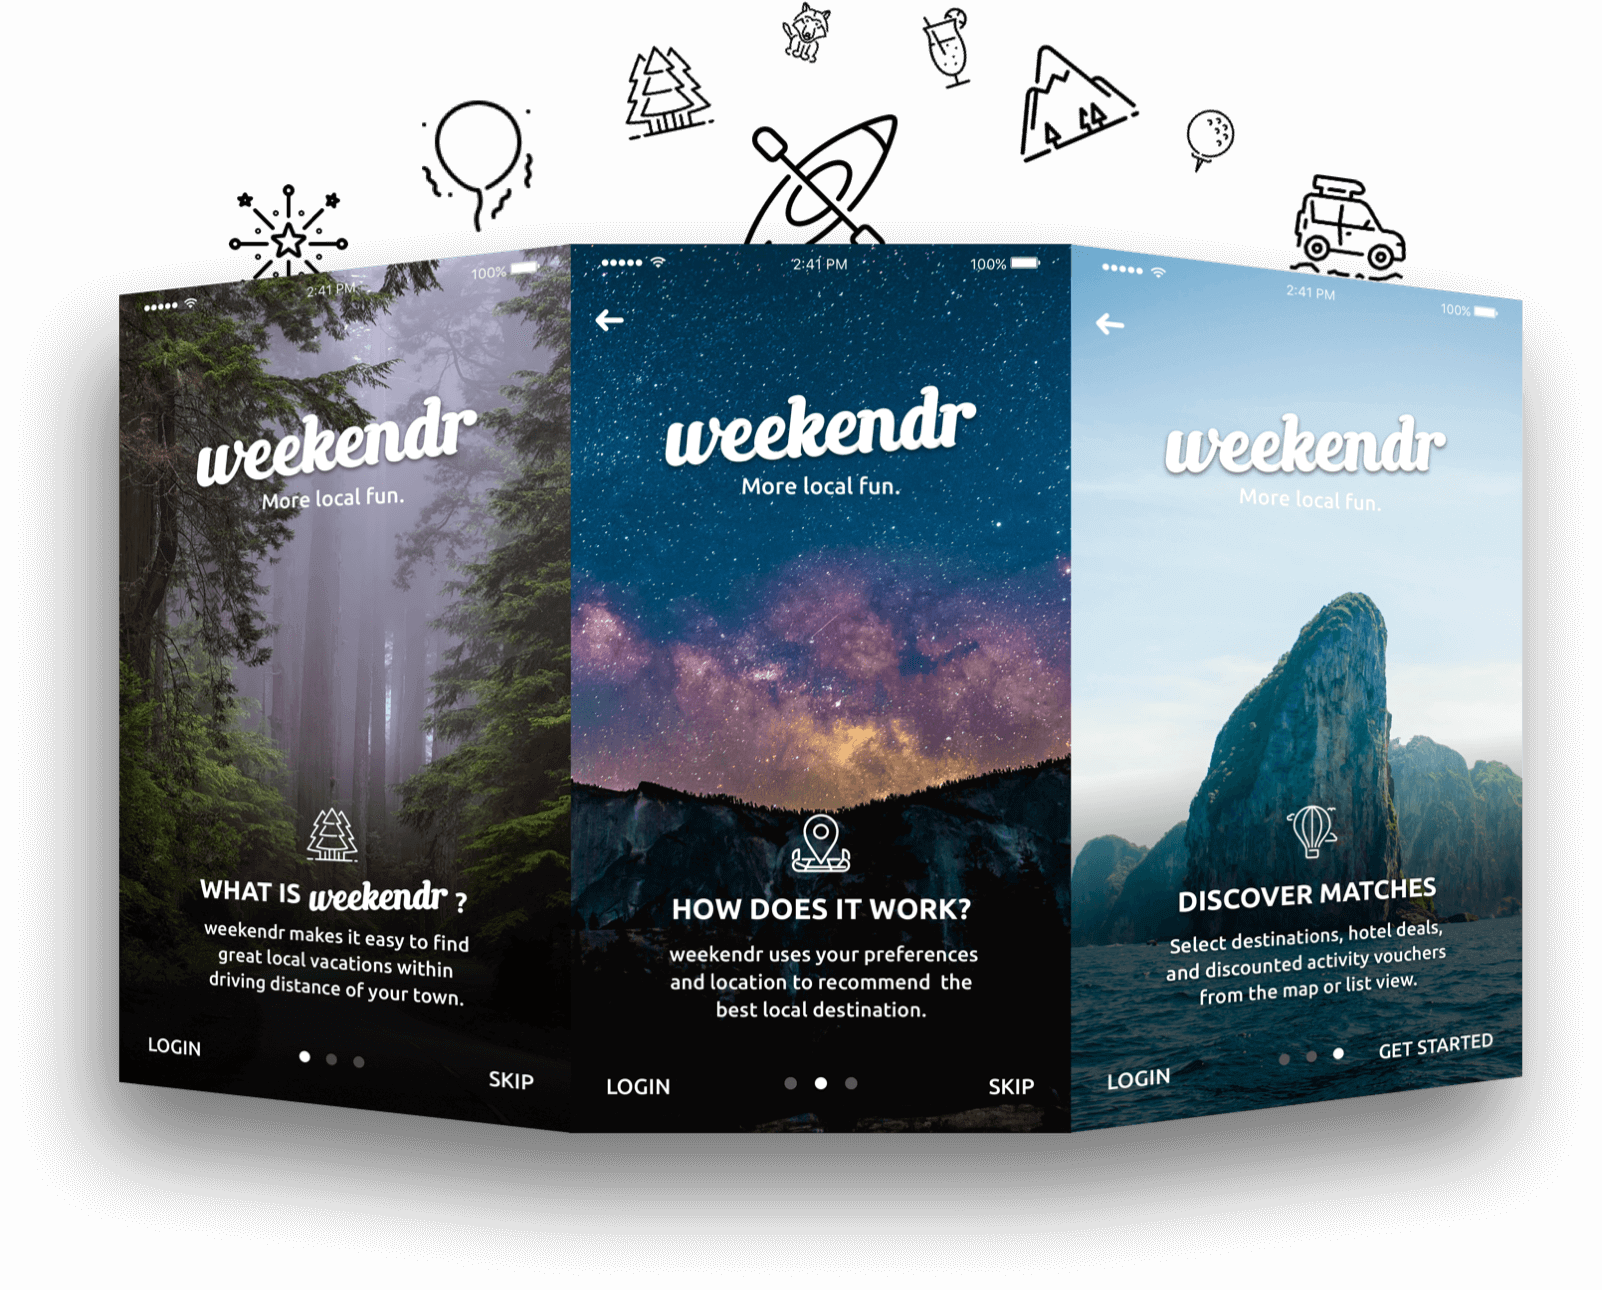 2:41 PM
100%
weekendr
More local fun.
WHAT IS weekendr ?
weekendr makes it easy to find
great local vacations within
driving distance of your town.
LOGIN
SKIP
2:41 PM
100%
weekendr
More local fun.
HOW DOES IT WORK?
weekendr uses your preferences
and location to recommend the
best local destination.
LOGIN
SKIP
2:41 PM
100%
weekendr
More local fun.
DISCOVER MATCHES
Select destinations, hotel deals,
and discounted activity vouchers
from the map or list view.
LOGIN
GET STARTED